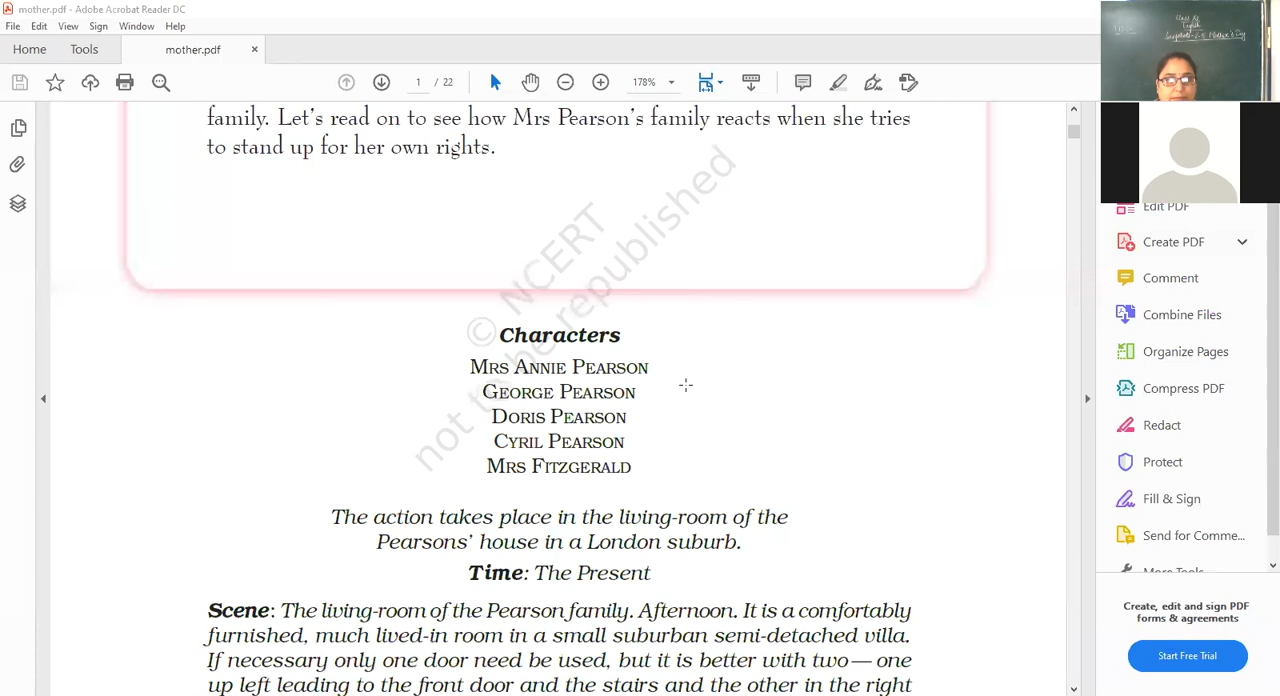 mother.pdf - Adobe Acrobat Reader DC
File Edit View Sign Window Help
Home Tools mother.pdf ×
1 / 22 178%
Class XI
English
Mother's Day
family. Let's read on to see how Mrs Pearson's family reacts when she tries
to stand up for her own rights.
© NCERT
not to be republished
Characters
MRS ANNIE PEARSON
GEORGE PEARSON
DORIS PEARSON
CYRIL PEARSON
MRS FITZGERALD
The action takes place in the living-room of the
Pearsons' house in a London suburb.
Time: The Present
Scene: The living-room of the Pearson family. Afternoon. It is a comfortably
furnished, much lived-in room in a small suburban semi-detached villa.
If necessary only one door need be used, but it is better with two — one
up left leading to the front door and the stairs and the other in the right
Edit PDF
Create PDF
Comment
Combine Files
Organize Pages
Compress PDF
Redact
Protect
Fill & Sign
Send for Comme...
More Tools
Create, edit and sign PDF
forms & agreements
Start Free Trial